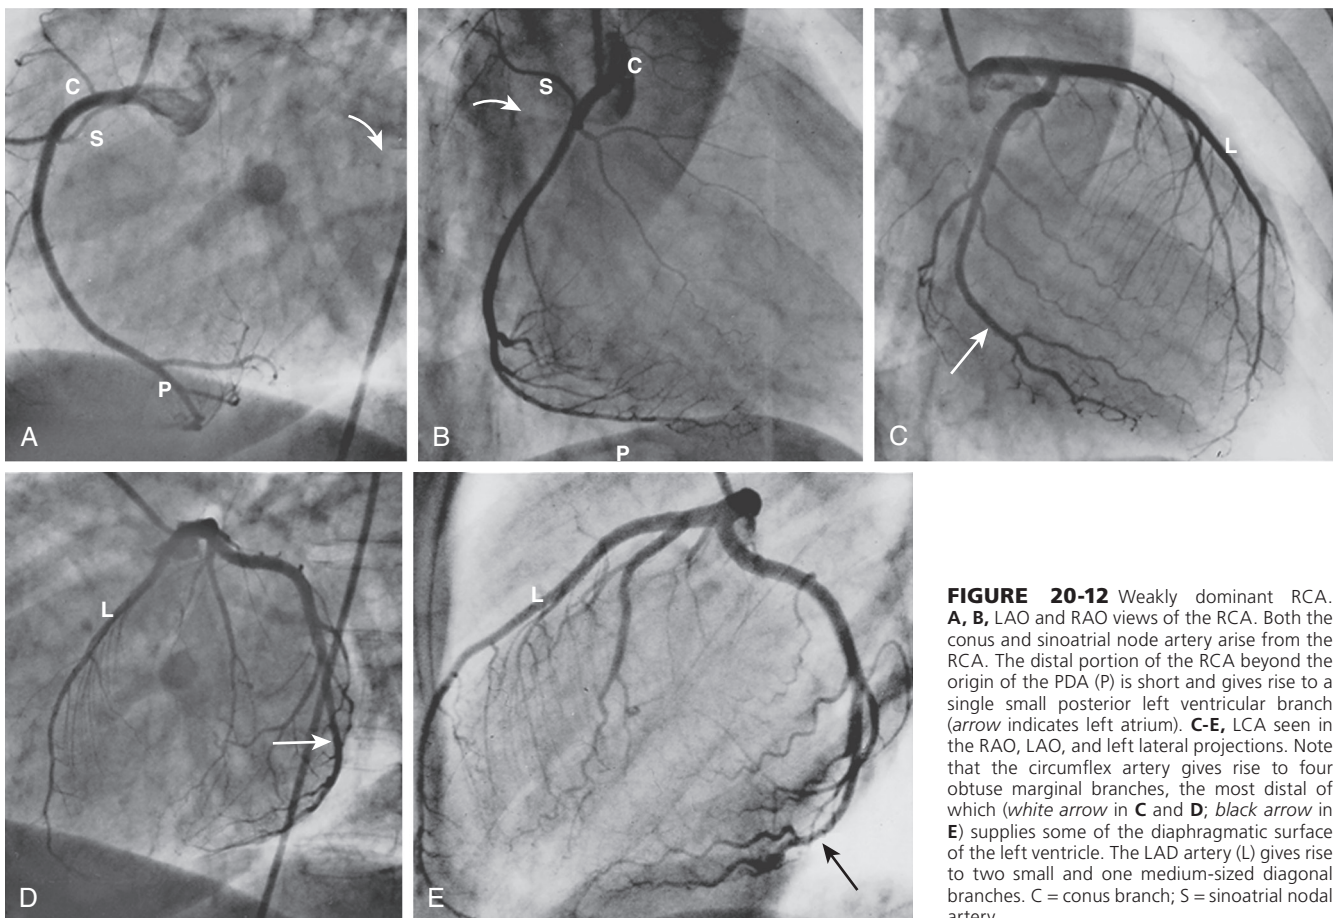 C
S
P
A
S
C
P
B
L
C
L
D
L
E
FIGURE 20-12 Weakly dominant RCA.
A, B, LAO and RAO views of the RCA. Both the
conus and sinoatrial node artery arise from the
RCA. The distal portion of the RCA beyond the
origin of the PDA (P) is short and gives rise to a
single small posterior left ventricular branch
(arrow indicates left atrium). C-E, LCA seen in
the RAO, LAO, and left lateral projections. Note
that the circumflex artery gives rise to four
obtuse marginal branches, the most distal of
which (white arrow in C and D; black arrow in
E) supplies some of the diaphragmatic surface
of the left ventricle. The LAD artery (L) gives rise
to two small and one medium-sized diagonal
branches. C = conus branch; S = sinoatrial nodal
artery